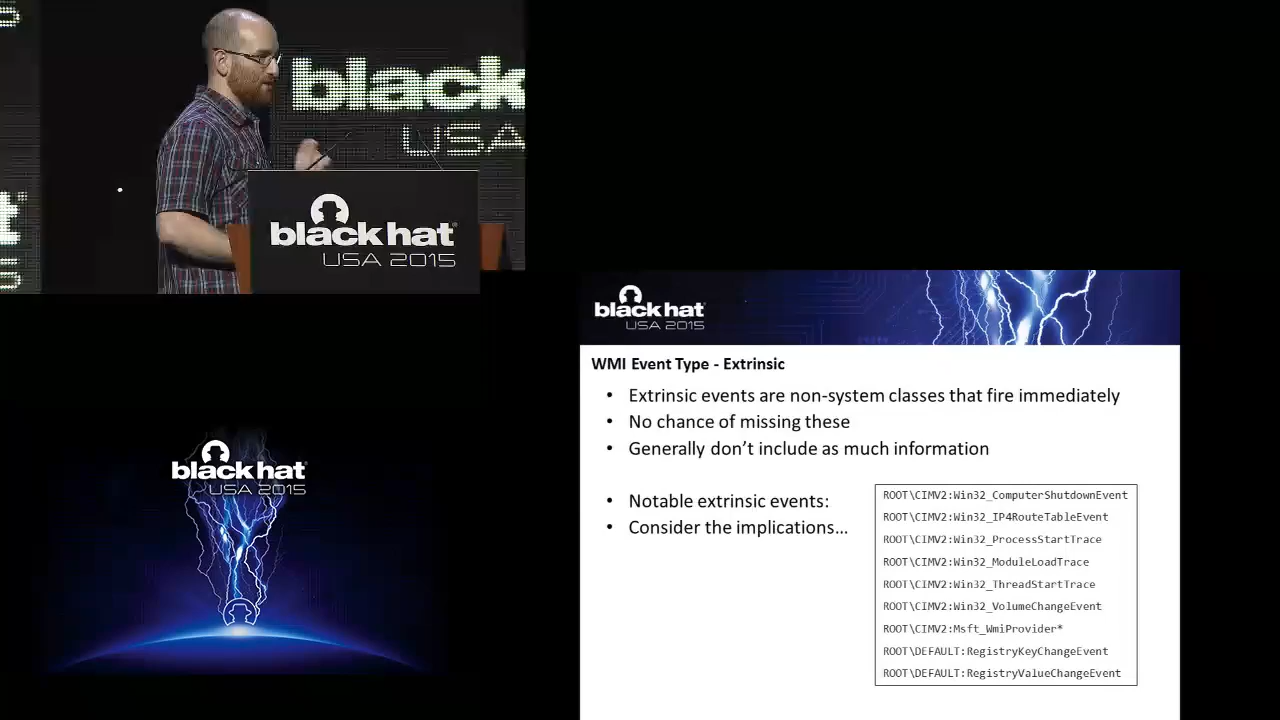 black
USA
black hat
USA 2015
black hat
USA 2015
WMI Event Type - Extrinsic
• Extrinsic events are non-system classes that fire immediately
• No chance of missing these
• Generally don’t include as much information
• Notable extrinsic events:
• Consider the implications…
ROOT\CIMV2:Win32_ComputerShutdownEvent
ROOT\CIMV2:Win32_IP4RouteTableEvent
ROOT\CIMV2:Win32_ProcessStartTrace
ROOT\CIMV2:Win32_ModuleLoadTrace
ROOT\CIMV2:Win32_ThreadStartTrace
ROOT\CIMV2:Win32_VolumeChangeEvent
ROOT\CIMV2:Msft_WmiProvider*
ROOT\DEFAULT:RegistryKeyChangeEvent
ROOT\DEFAULT:RegistryValueChangeEvent
black hat
USA 2015